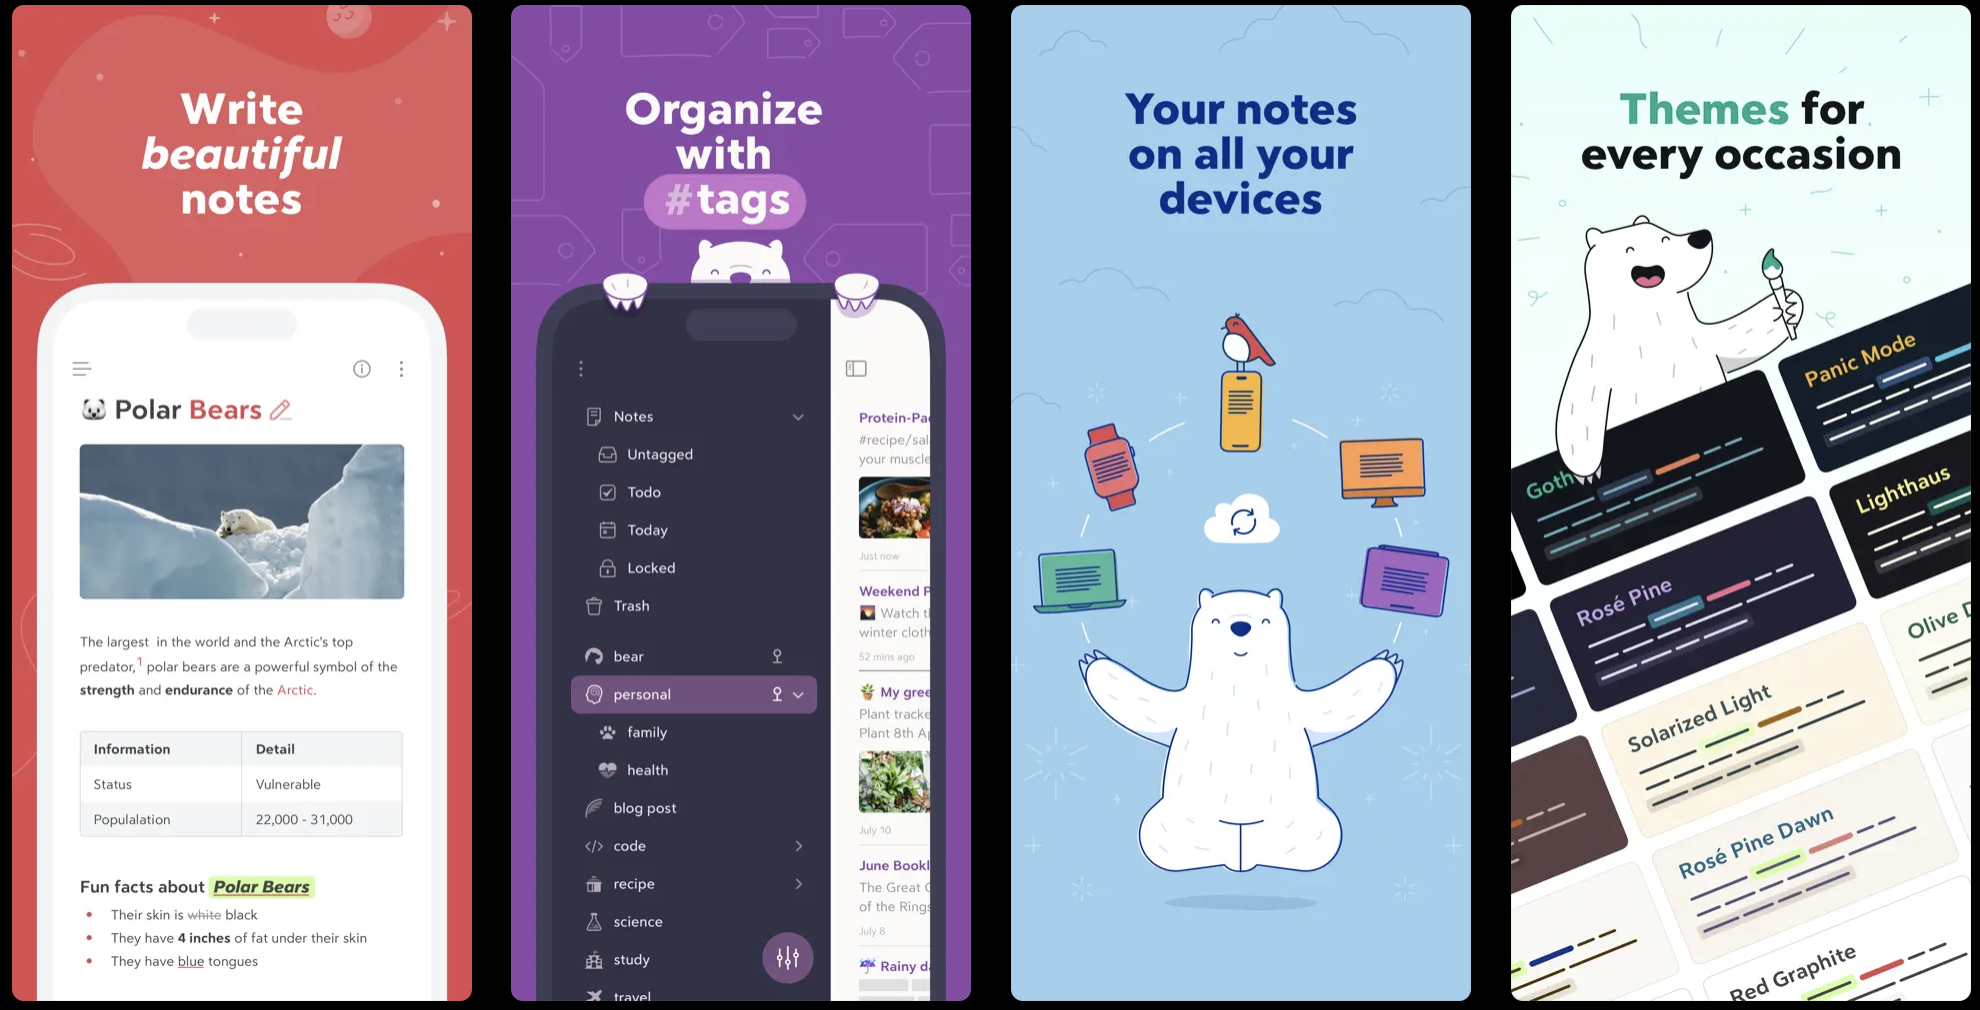 Write
beautiful
notes
Polar Bears
The largest in the world and the Arctic's top
predator,1 polar bears are a powerful symbol of the
strength and endurance of the Arctic.
Information Detail
Status Vulnerable
Populalation 22,000 - 31,000
Fun facts about Polar Bears
Their skin is white black
They have 4 inches of fat under their skin
They have blue tongues
Organize
with
#tags
Notes
Untagged
Todo
Today
Locked
Trash
bear
personal
family
health
blog post
code
recipe
science
study
travel
Protein-Pa
#recipe/sal
your muscle
Just now
Weekend P
Watch t
winter cloth
52 mins ago
My gree
Plant tracke
Plant 8th A
July 10
June Bookl
The Great
of the Rings
July 8
Rainy d
Your notes
on all your
devices
Themes for
every occasion
Panic Mode
Goth
Lighthaus
Rosé Pine
Olive
Solarized Light
Rosé Pine Dawn
Red Graphite